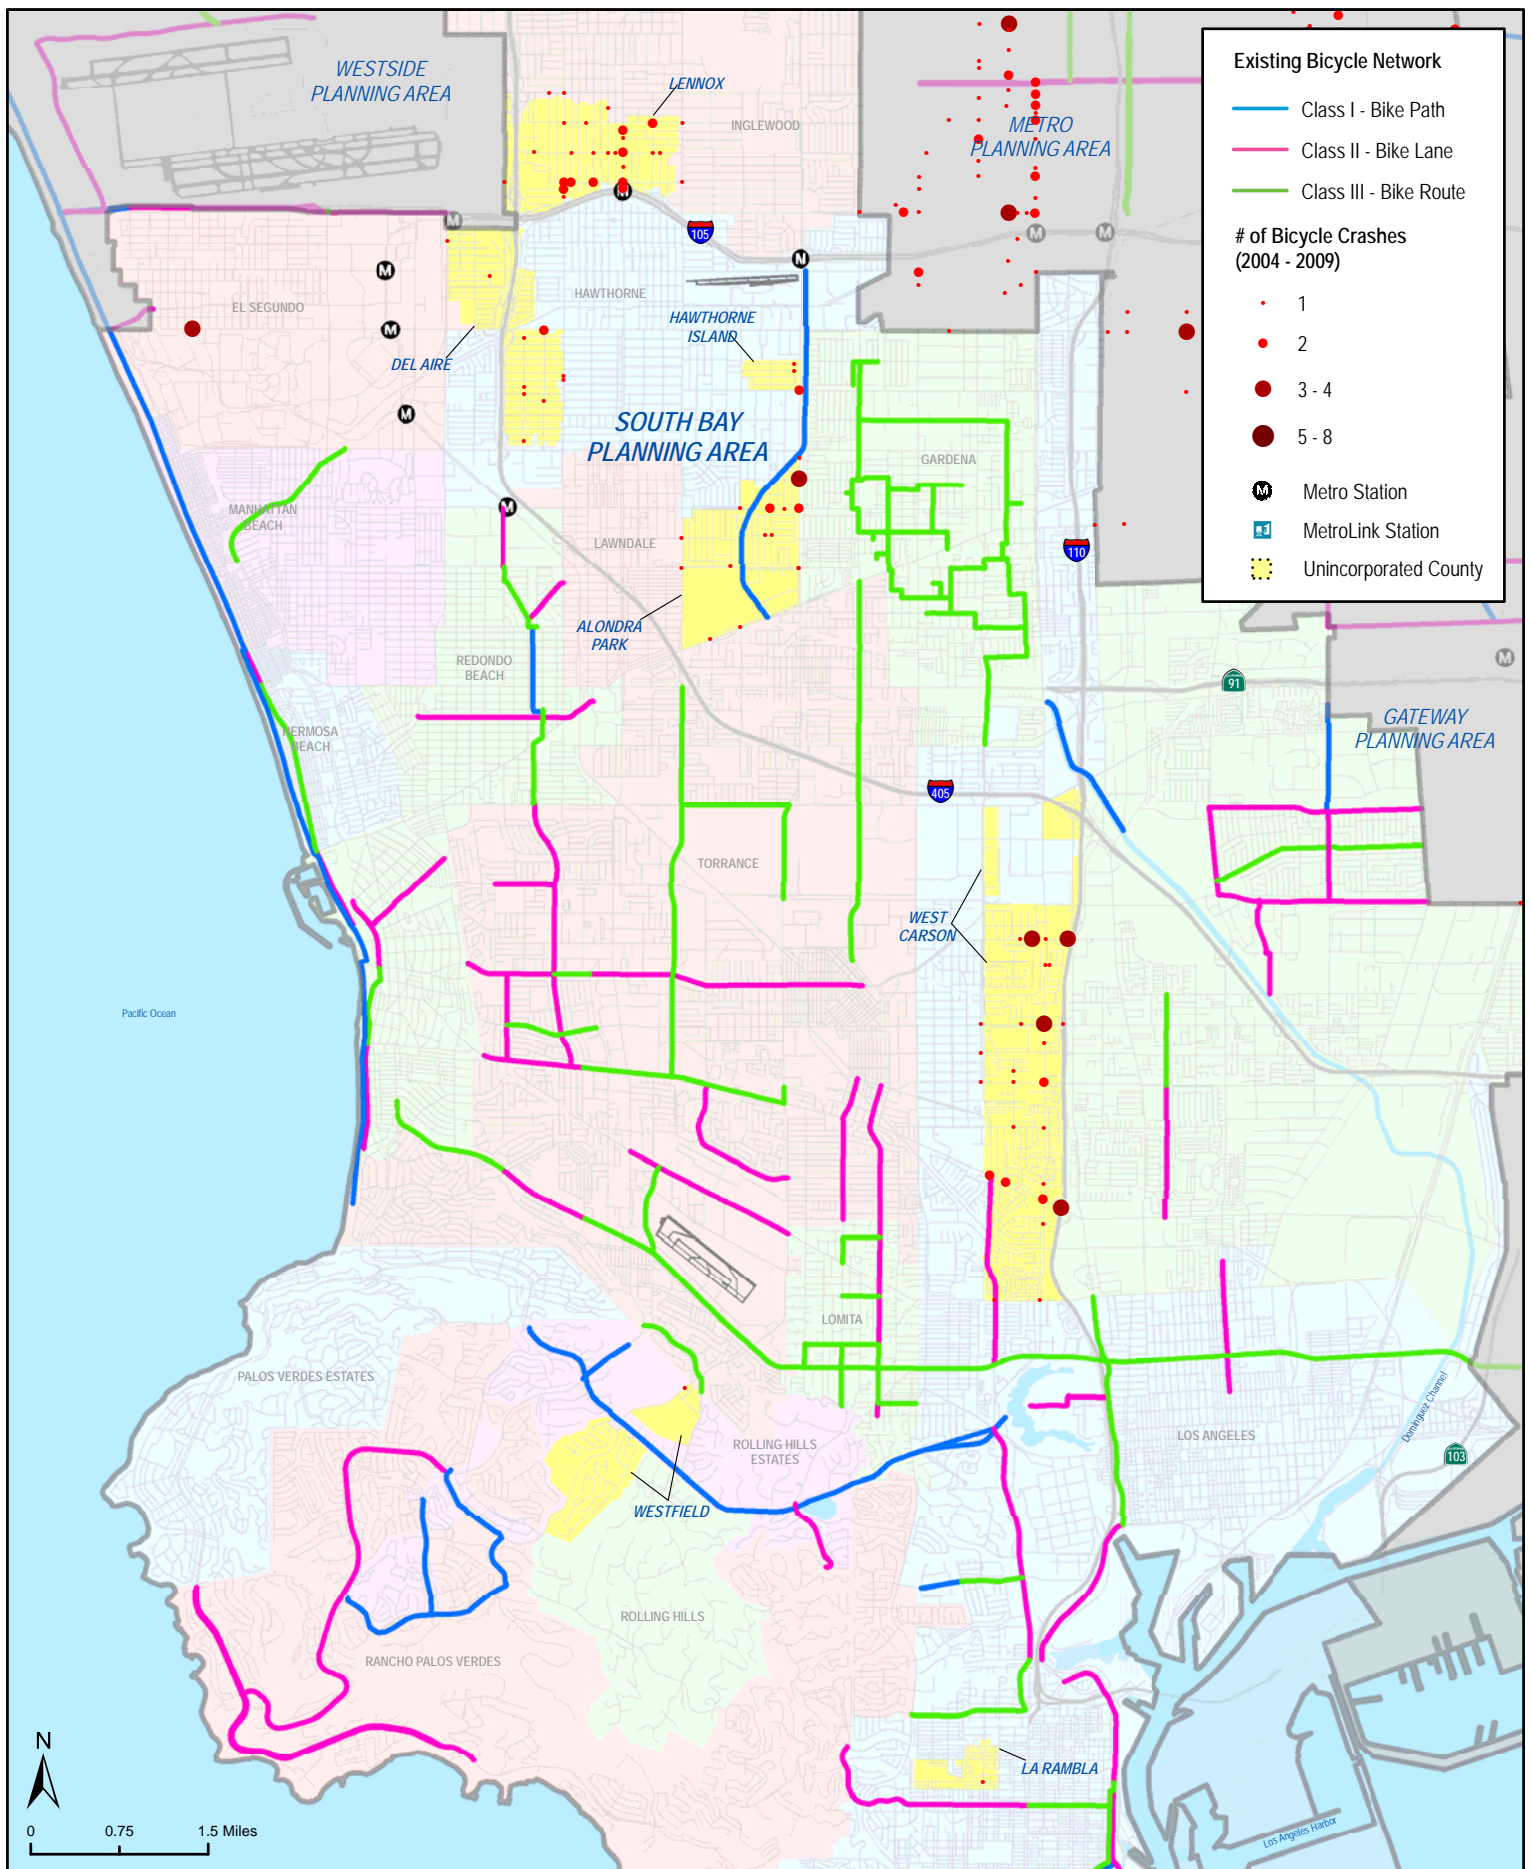 WESTSIDE
PLANNING AREA
LENNOX
INGLEWOOD
METRO
PLANNING AREA
Existing Bicycle Network
Class I - Bike Path
Class II - Bike Lane
Class III - Bike Route
# of Bicycle Crashes
(2004 - 2009)
1
2
3 - 4
5 - 8
M
Metro Station
MetroLink Station
Unincorporated County
M
M
105
M
M
N
M
EL SEGUNDO
HAWTHORNE
HAWTHORNE
ISLAND
M
DEL AIRE
M
SOUTH BAY
PLANNING AREA
GARDENA
M
MANHATTAN
BEACH
LAWNDALE
110
ALONDRA
PARK
REDONDO
BEACH
M
91
HERMOSA
BEACH
GATEWAY
PLANNING AREA
405
TORRANCE
WEST
CARSON
Pacific Ocean
LOMITA
PALOS VERDES ESTATES
Dominguez Channel
LOS ANGELES
ROLLING HILLS
ESTATES
103
WESTFIELD
ROLLING HILLS
RANCHO PALOS VERDES
N
LA RAMBLA
0 0.75 1.5 Miles
Los Angeles Harbor